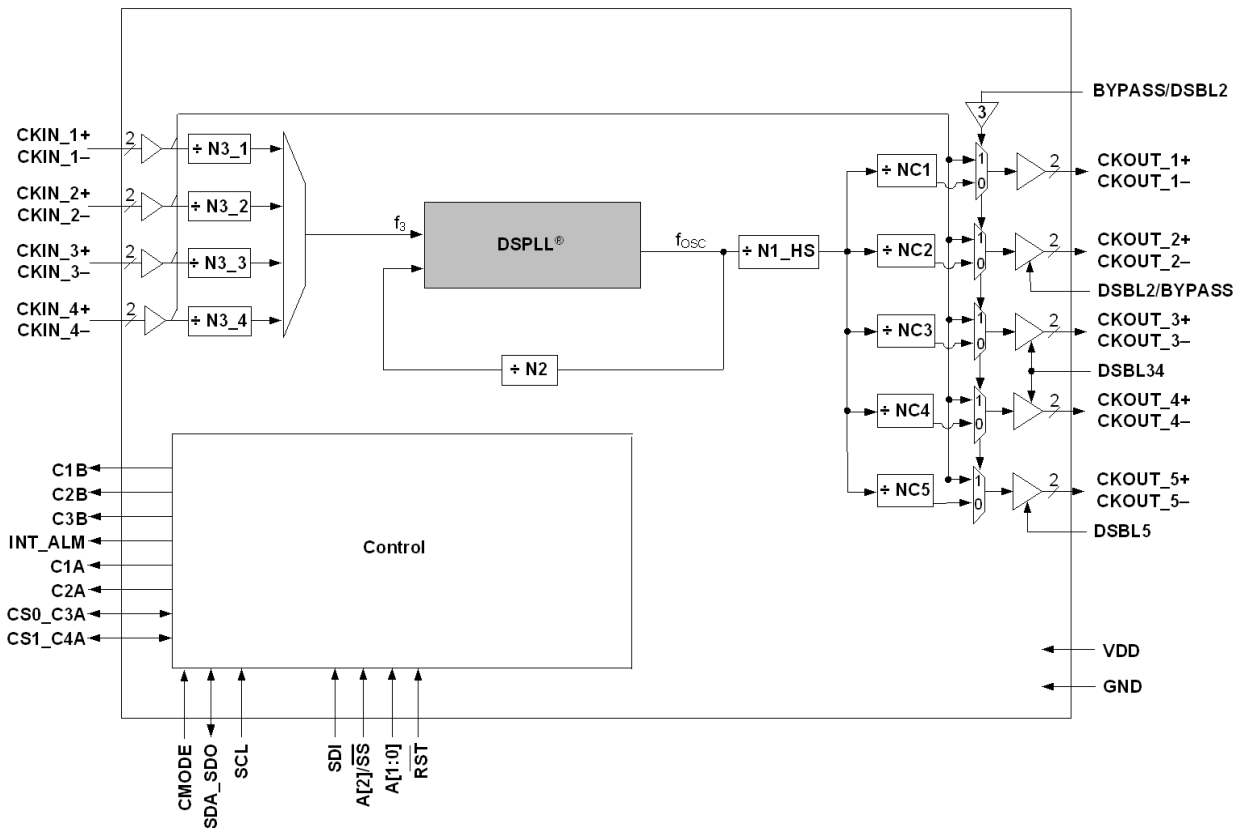 BYPASS/DSBL2
3
CKIN_1+
CKIN_1–
2
÷ N3_1
CKIN_2+
CKIN_2–
2
÷ N3_2
CKIN_3+
CKIN_3–
2
÷ N3_3
CKIN_4+
CKIN_4–
2
÷ N3_4
f3
DSPLL®
fOSC
÷ N1_HS
÷ N2
÷ NC1
1
0
2
CKOUT_1+
CKOUT_1–
÷ NC2
1
0
2
CKOUT_2+
CKOUT_2–
DSBL2/BYPASS
÷ NC3
1
0
2
CKOUT_3+
CKOUT_3–
DSBL34
÷ NC4
1
0
2
CKOUT_4+
CKOUT_4–
÷ NC5
1
0
2
CKOUT_5+
CKOUT_5–
DSBL5
C1B
C2B
C3B
INT_ALM
C1A
C2A
CS0_C3A
CS1_C4A
Control
VDD
GND
CMODE
SDA_SDO
SCL
SDI
A[2]/S̅S̅
A[1:0]
R̅S̅T̅